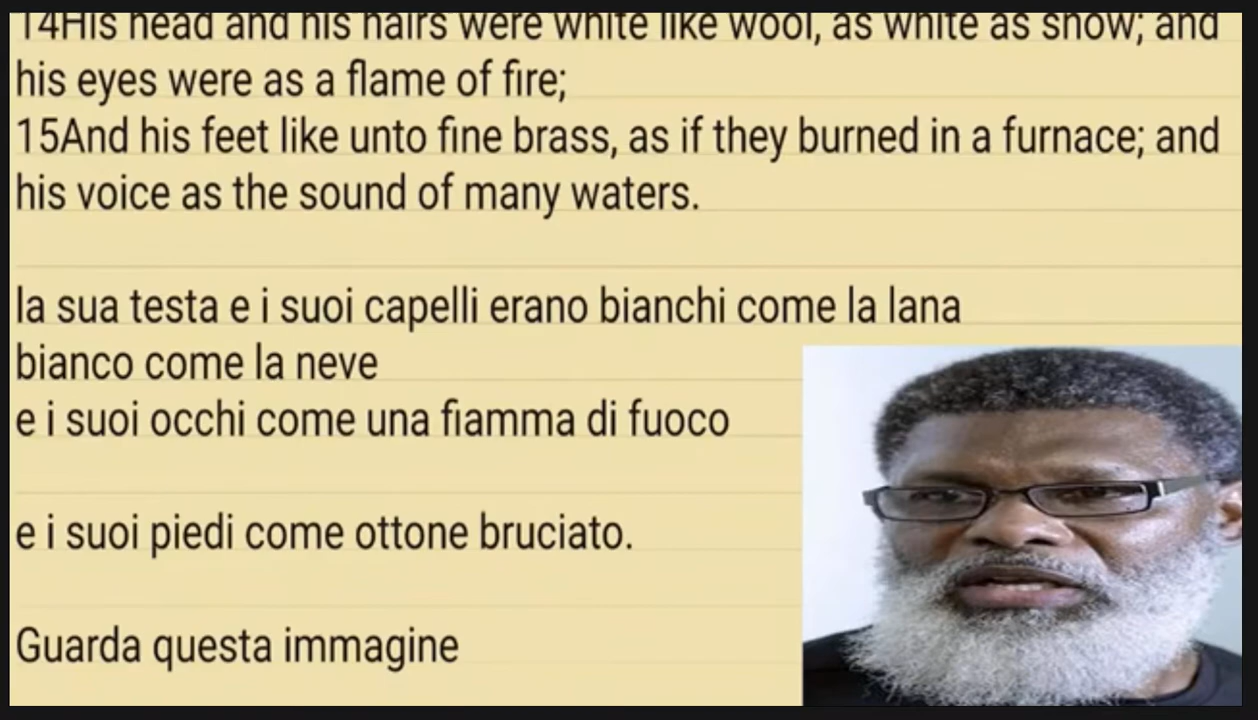 14His head and his hairs were white like wool, as white as snow; and
his eyes were as a flame of fire;
15And his feet like unto fine brass, as if they burned in a furnace; and
his voice as the sound of many waters.
la sua testa e i suoi capelli erano bianchi come la lana
bianco come la neve
e i suoi occhi come una fiamma di fuoco
e i suoi piedi come ottone bruciato.
Guarda questa immagine